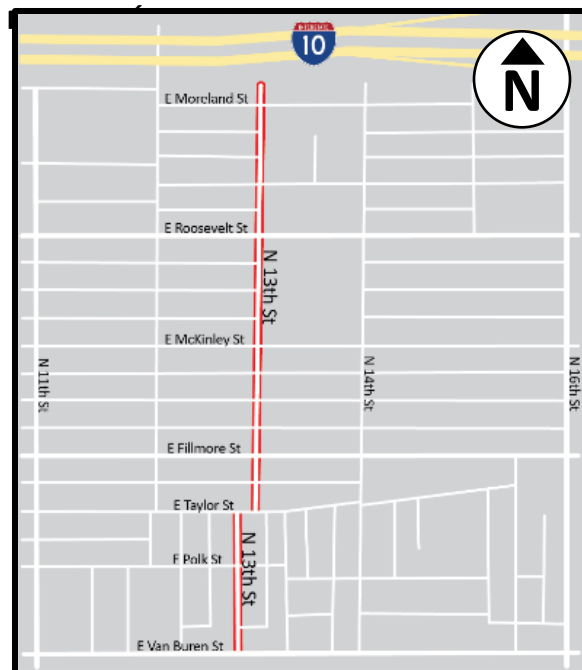 10
N
E Moreland St
E Roosevelt St
N 13th St
E McKinley St
N 11th St
N 14th St
N 16th St
E Fillmore St
E Taylor St
N 13th St
E Polk St
E Van Buren St